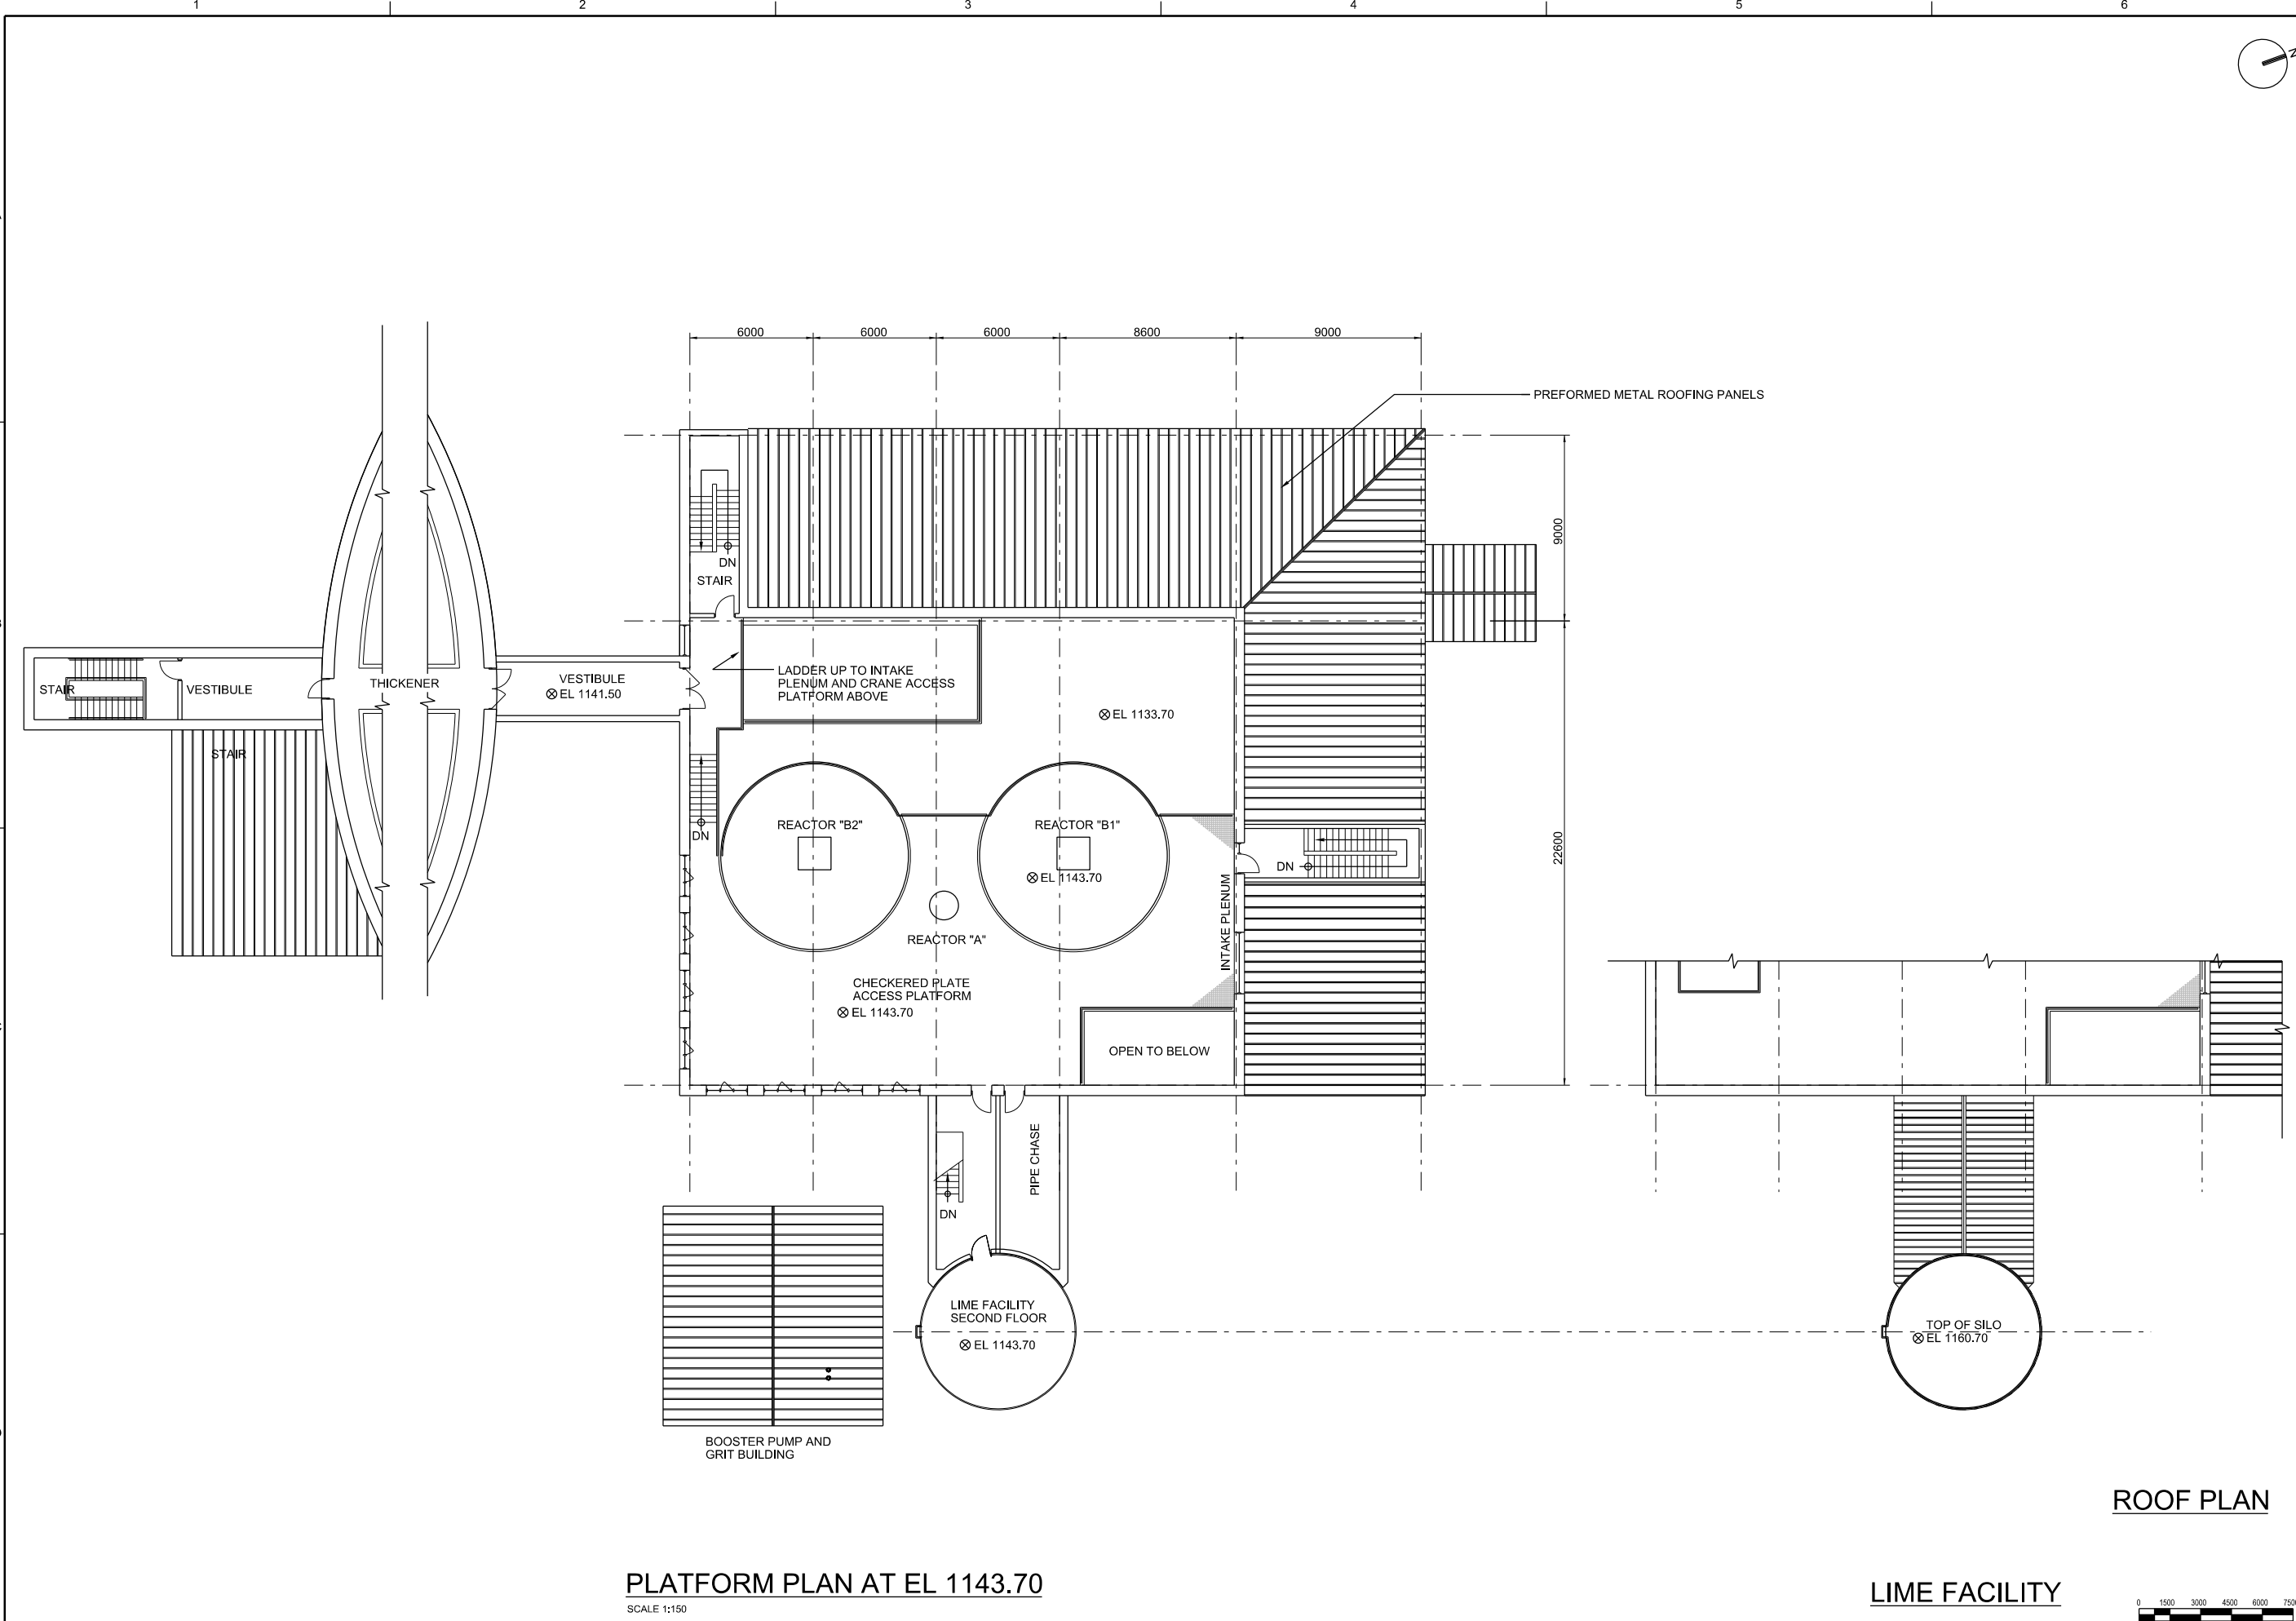 1 2 3 4 5 6
N
6000 6000 6000 8600 9000
PREFORMED METAL ROOFING PANELS
9000
DN
STAIR
LADDER UP TO INTAKE
PLENUM AND CRANE ACCESS
PLATFORM ABOVE
STAIR
VESTIBULE
THICKENER
VESTIBULE
EL 1141.50
EL 1133.70
STAIR
DN
REACTOR "B2"
REACTOR "B1"
EL 1143.70
DN
22600
INTAKE PLENUM
REACTOR "A"
CHECKERED PLATE
ACCESS PLATFORM
EL 1143.70
OPEN TO BELOW
PIPE CHASE
DN
LIME FACILITY
SECOND FLOOR
EL 1143.70
TOP OF SILO
EL 1160.70
BOOSTER PUMP AND
GRIT BUILDING
ROOF PLAN
PLATFORM PLAN AT EL 1143.70
SCALE 1:150
LIME FACILITY
0 1500 3000 4500 6000